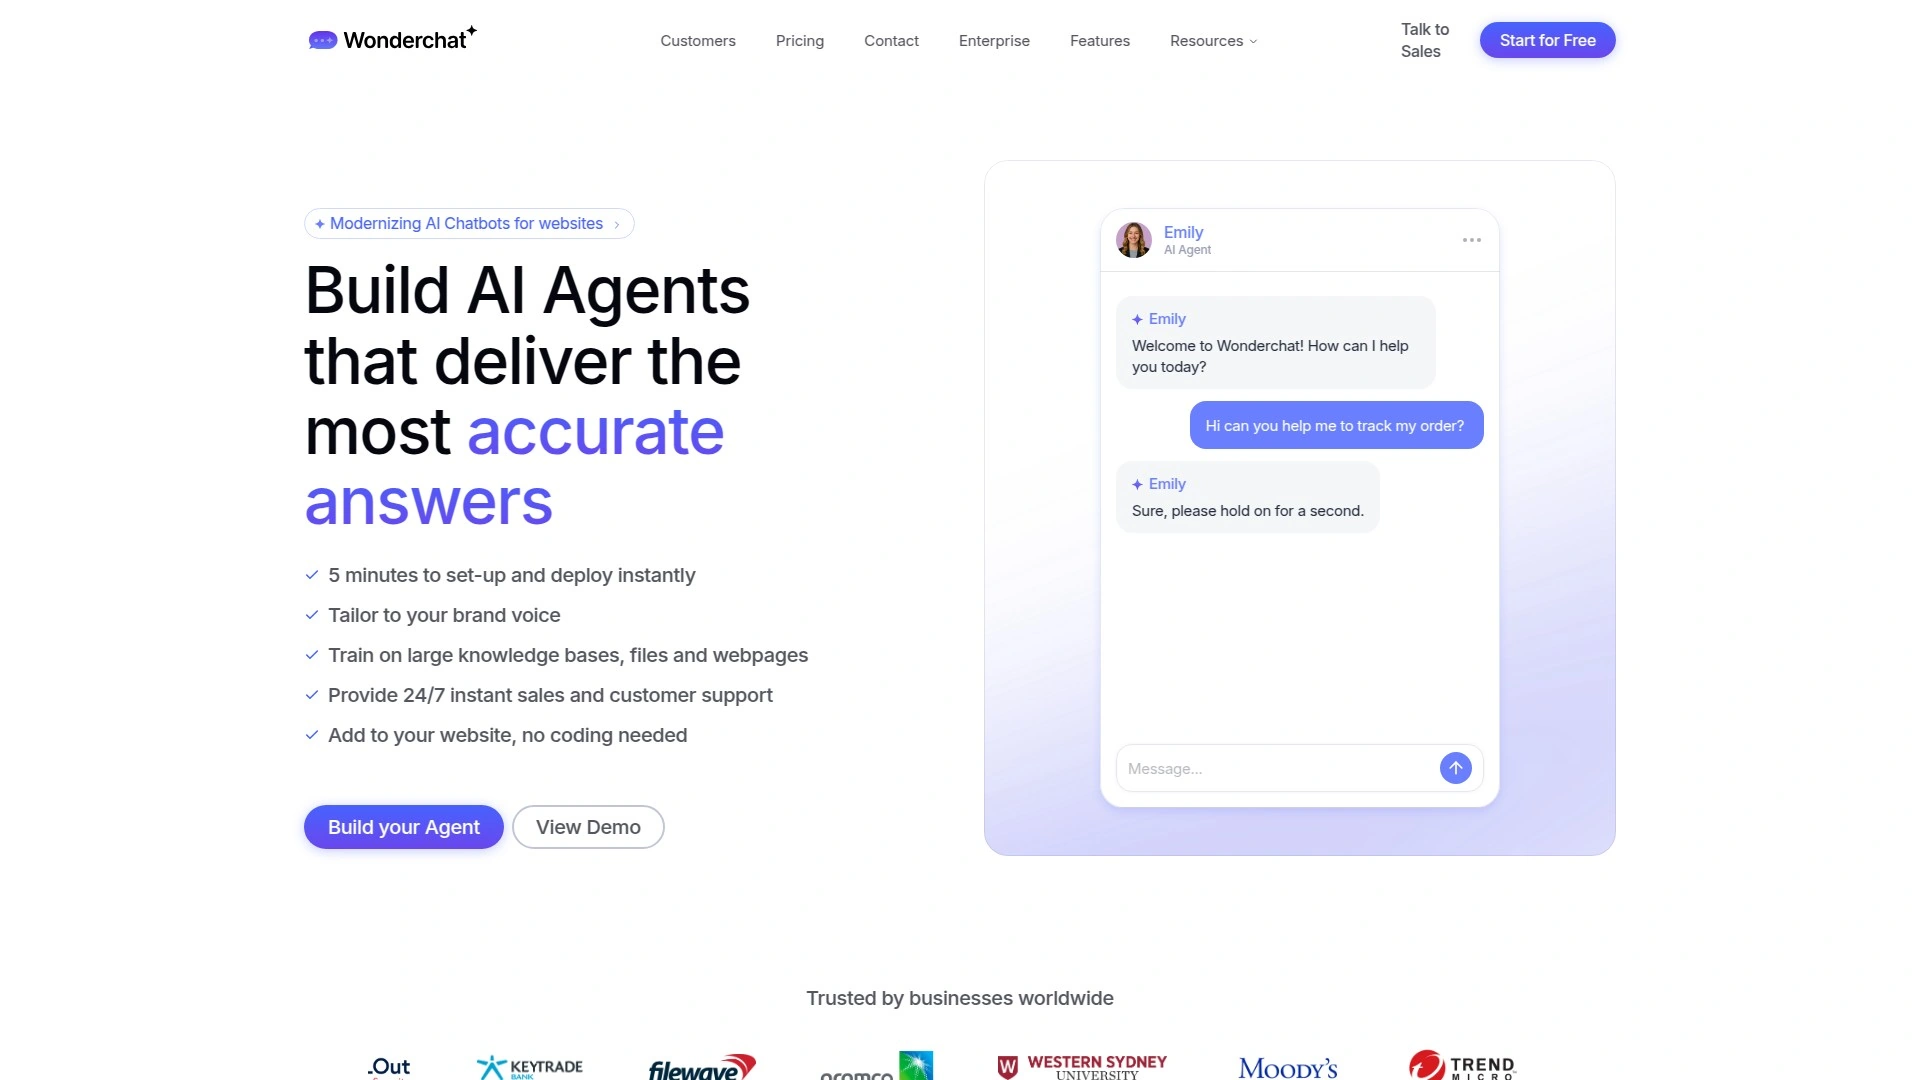 Wonderchat
Customers
Pricing
Contact
Enterprise
Features
Resources
Talk to
Sales
Start for Free
Modernizing AI Chatbots for websites
Build AI Agents
that deliver the
most accurate
answers
5 minutes to set-up and deploy instantly
Tailor to your brand voice
Train on large knowledge bases, files and webpages
Provide 24/7 instant sales and customer support
Add to your website, no coding needed
Build your Agent
View Demo
Emily
AI Agent
Emily
Welcome to Wonderchat! How can I help
you today?
Hi can you help me to track my order?
Emily
Sure, please hold on for a second.
Message...
Trusted by businesses worldwide
Out
KEYTRADE
BANK
filewave
aramco
W WESTERN SYDNEY
UNIVERSITY
Moody's
TREND
MICRO